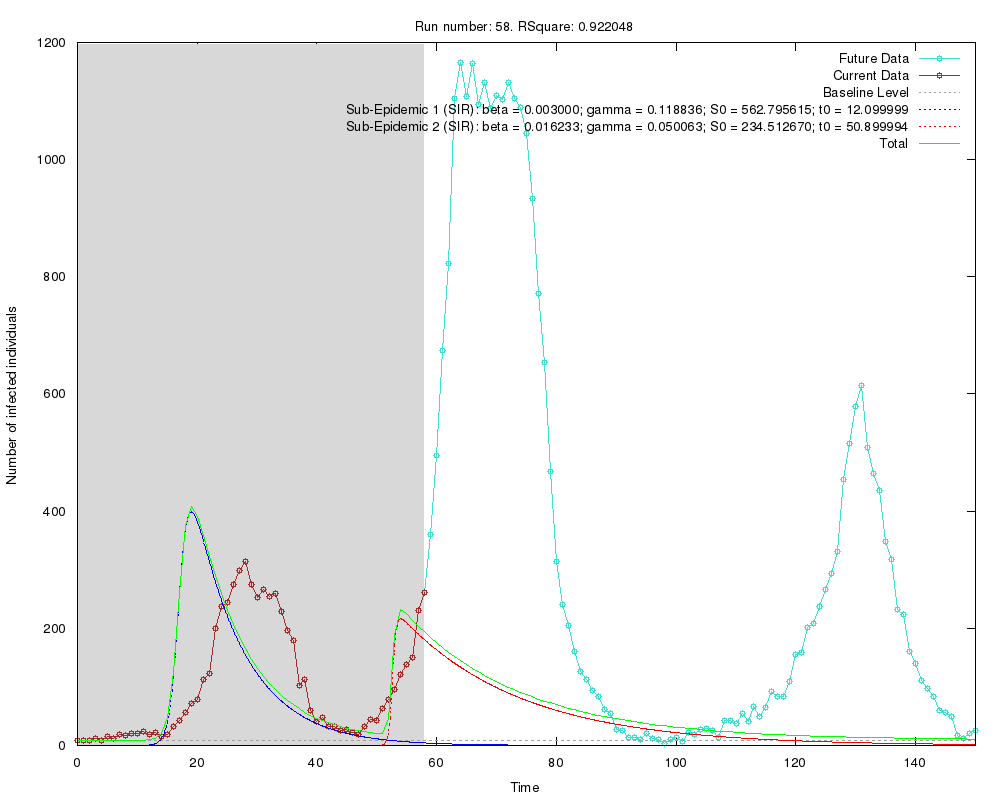 Run number: 58. RSquare: 0.922048
Future Data
Current Data
Baseline Level
Sub-Epidemic 1 (SIR): beta = 0.003000; gamma = 0.118836; S0 = 562.795615; t0 = 12.099999
Sub-Epidemic 2 (SIR): beta = 0.016233; gamma = 0.050063; S0 = 234.512670; t0 = 50.899994
Total
Number of infected individuals
1200
1000
800
600
400
200
0
0 20 40 60 80 100 120 140
Time